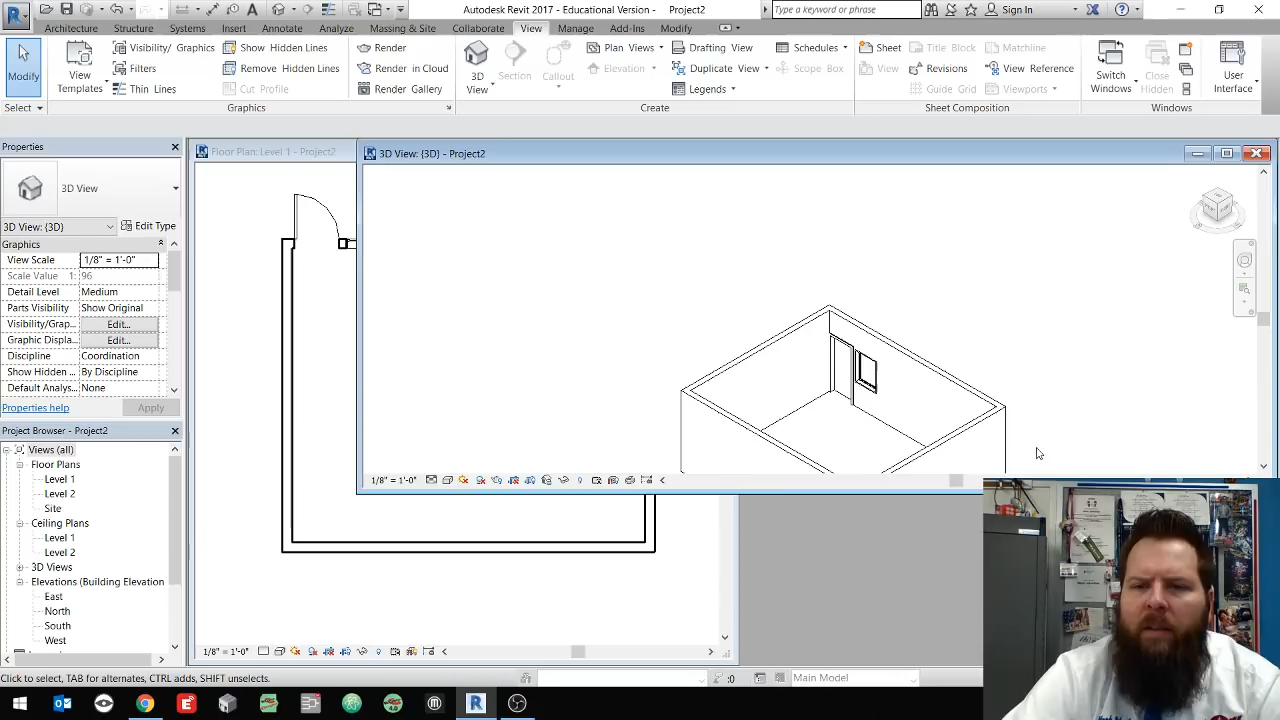 Autodesk Revit 2017 - Educational Version - Project2
Type a keyword or phrase
Sign In
Architecture Structure Systems Insert Annotate Analyze Massing & Site Collaborate View Manage Add-Ins Modify
Modify
Select
View Templates
Visibility/ Graphics
Filters
Thin Lines
Show Hidden Lines
Remove Hidden Lines
Cut Profile
Graphics
Render
Render in Cloud
Render Gallery
3D View
Section
Callout
Plan Views
Elevation
Drafting View
Duplicate View
Legends
Schedules
Scope Box
Create
Sheet
View
Title Block
Revisions
Guide Grid
Matchline
View Reference
Viewports
Sheet Composition
Switch Windows
Close Hidden
User Interface
Windows
Properties
3D View
3D View: {3D}
Edit Type
Graphics
View Scale 1/8" = 1'-0"
Scale Value 1: 96
Detail Level Medium
Parts Visibility Show Original
Visibility/Grap... Edit...
Graphic Displa... Edit...
Discipline Coordination
Show Hidden ... By Discipline
Default Analys... None
Properties help
Apply
Project Browser - Project2
Views (all)
Floor Plans
Level 1
Level 2
Site
Ceiling Plans
Level 1
Level 2
3D Views
Elevations (Building Elevation
East
North
South
West
Floor Plan: Level 1 - Project2
3D View: {3D} - Project2
1/8" = 1'-0"
1/8" = 1'-0"
Click to select, TAB for alternates, CTRL adds, SHIFT unselects.
:0
Main Model